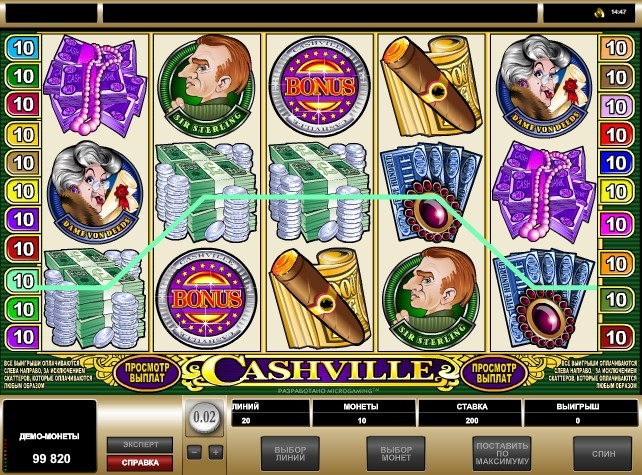 14:47
10 10
10 SIR STERLING CASHVILLE BONUS 10
10 DAME VON DEEDS 10
10 10
10 10
10 DAME VON DEEDS 10
10 10
10 CASHVILLE 10
10 BONUS 10
10 SIR STERLING 10
10 10
ВСЕ ВЫИГРЫШИ ОПЛАЧИВАЮТСЯ
СЛЕВА НАПРАВО, ЗА ИСКЛЮЧЕНИЕМ
СКАТТЕРОВ, КОТОРЫЕ ОПЛАЧИВАЮТСЯ
ЛЮБЫМ ОБРАЗОМ
ПРОСМОТР
ВЫПЛАТ
CASHVILLE
РАЗРАБОТАНО MICROGAMING™
ПРОСМОТР
ВЫПЛАТ
ВСЕ ВЫИГРЫШИ ОПЛАЧИВАЮТСЯ
СЛЕВА НАПРАВО, ЗА ИСКЛЮЧЕНИЕМ
СКАТТЕРОВ, КОТОРЫЕ ОПЛАЧИВАЮТСЯ
ЛЮБЫМ ОБРАЗОМ
ДЕМО-МОНЕТЫ
99 820
ЭКСПЕРТ
СПРАВКА
0.02
− +
ЛИНИЙ МОНЕТЫ СТАВКА ВЫИГРЫШ
20 10 200 0
ВЫБОР
ЛИНИЙ
ВЫБОР
МОНЕТ
ПОСТАВИТЬ
ПО
МАКСИМУМУ
СПИН